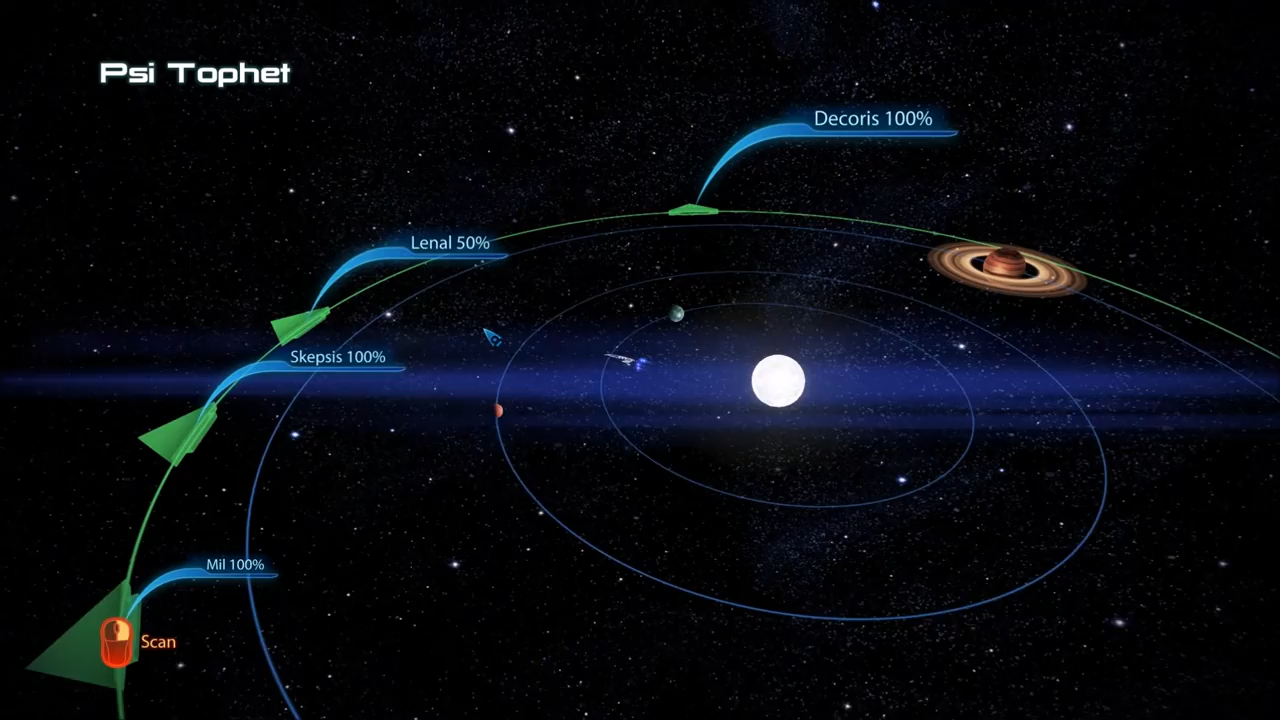 Psi Tophet
Decoris 100%
Lenal 50%
Skepsis 100%
Mil 100%
Scan